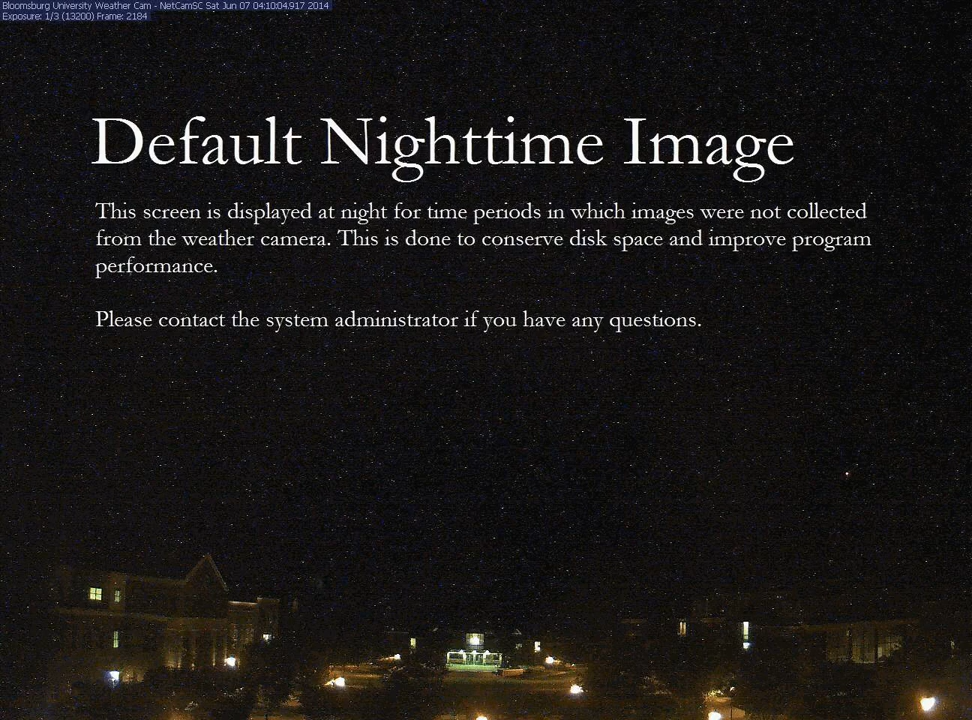 Bloomsburg University Weather Cam - NetCamSC Sat Jun 07 04:10:04.917 2014
Exposure: 1/3 (13200) Frame: 2184
Default Nighttime Image
This screen is displayed at night for time periods in which images were not collected
from the weather camera. This is done to conserve disk space and improve program
performance.
Please contact the system administrator if you have any questions.